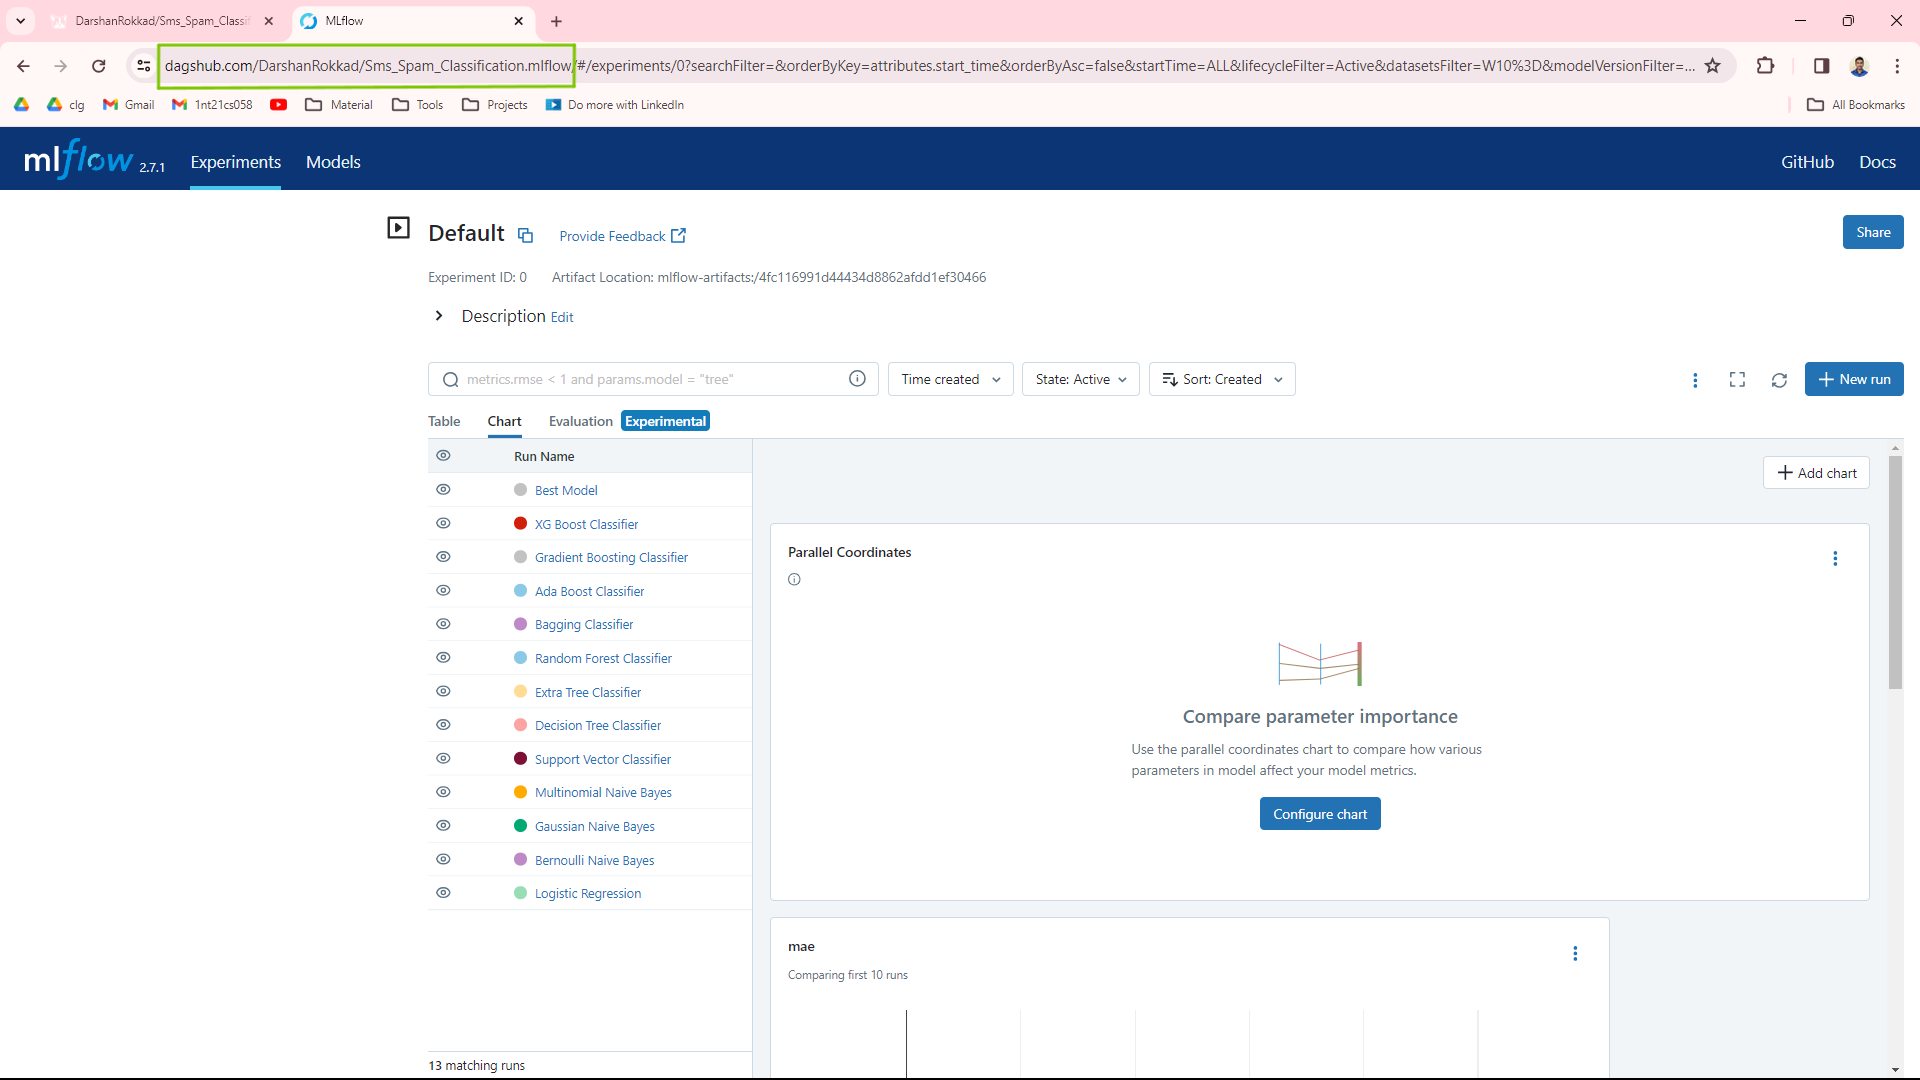 DarshanRokkad/Sms_Spam_Classif
MLflow
dagshub.com/DarshanRokkad/Sms_Spam_Classification.mlflow/#/experiments/0?searchFilter=&orderByKey=attributes.start_time&orderByAsc=false&startTime=ALL&lifecycleFilter=Active&datasetsFilter=W10%3D&modelVersionFilter=...
clg
Gmail
1nt21cs058
Material
Tools
Projects
Do more with LinkedIn
All Bookmarks
mlflow 2.7.1
Experiments
Models
GitHub
Docs
Default
Provide Feedback
Share
Experiment ID: 0
Artifact Location: mlflow-artifacts:/4fc116991d44434d8862afdd1ef30466
Description Edit
metrics.rmse < 1 and params.model = "tree"
Time created
State: Active
Sort: Created
New run
Table
Chart
Evaluation
Experimental
Run Name
Add chart
Best Model
XG Boost Classifier
Gradient Boosting Classifier
Ada Boost Classifier
Bagging Classifier
Random Forest Classifier
Extra Tree Classifier
Decision Tree Classifier
Support Vector Classifier
Multinomial Naive Bayes
Gaussian Naive Bayes
Bernoulli Naive Bayes
Logistic Regression
13 matching runs
Parallel Coordinates
Compare parameter importance
Use the parallel coordinates chart to compare how various
parameters in model affect your model metrics.
Configure chart
mae
Comparing first 10 runs